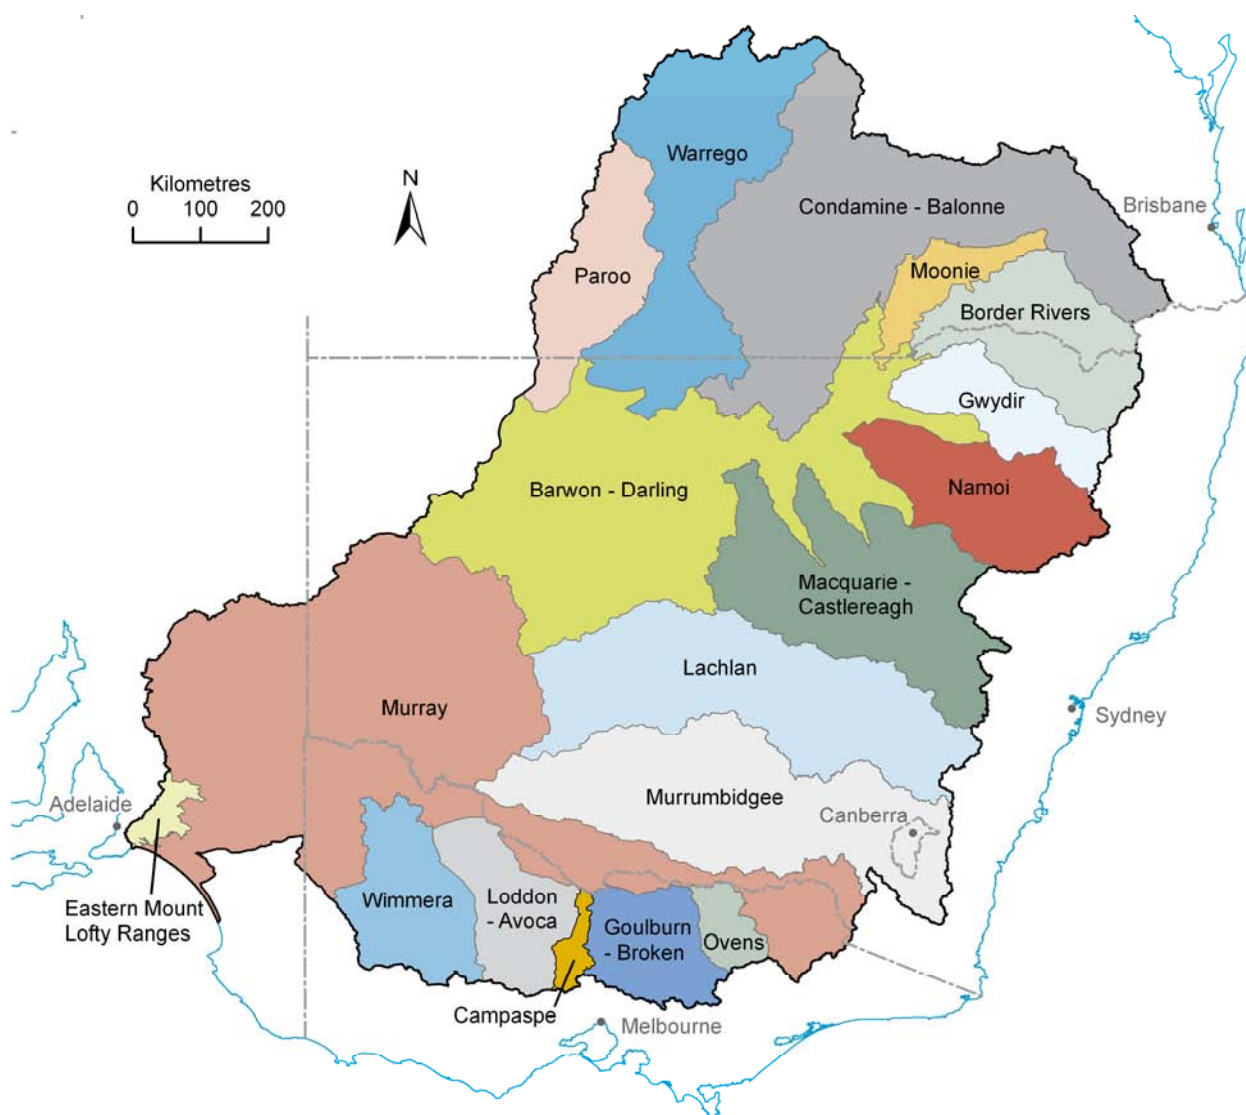 Warrego
Kilometres
0 100 200
N
Condamine - Balonne
Brisbane
Paroo
Moonie
Border Rivers
Gwydir
Barwon - Darling
Namoi
Macquarie -
Castlereagh
Lachlan
Murray
Sydney
Murrumbidgee
Adelaide
Canberra
Eastern Mount
Lofty Ranges
Wimmera
Loddon
- Avoca
Goulburn
- Broken
Ovens
Campaspe
Melbourne